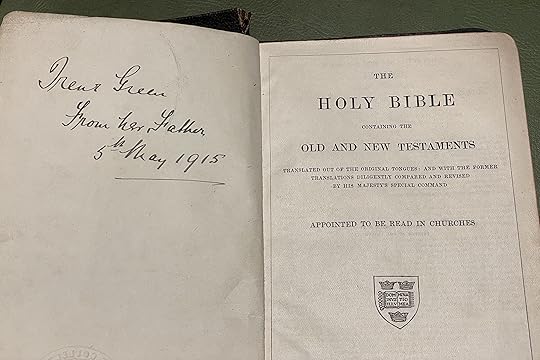 Irene Green
From her Father
5th May 1915
THE
HOLY BIBLE
CONTAINING THE
OLD AND NEW TESTAMENTS
TRANSLATED OUT OF THE ORIGINAL TONGUES: AND WITH THE FORMER
TRANSLATIONS DILIGENTLY COMPARED AND REVISED
BY HIS MAJESTY'S SPECIAL COMMAND
APPOINTED TO BE READ IN CHURCHES